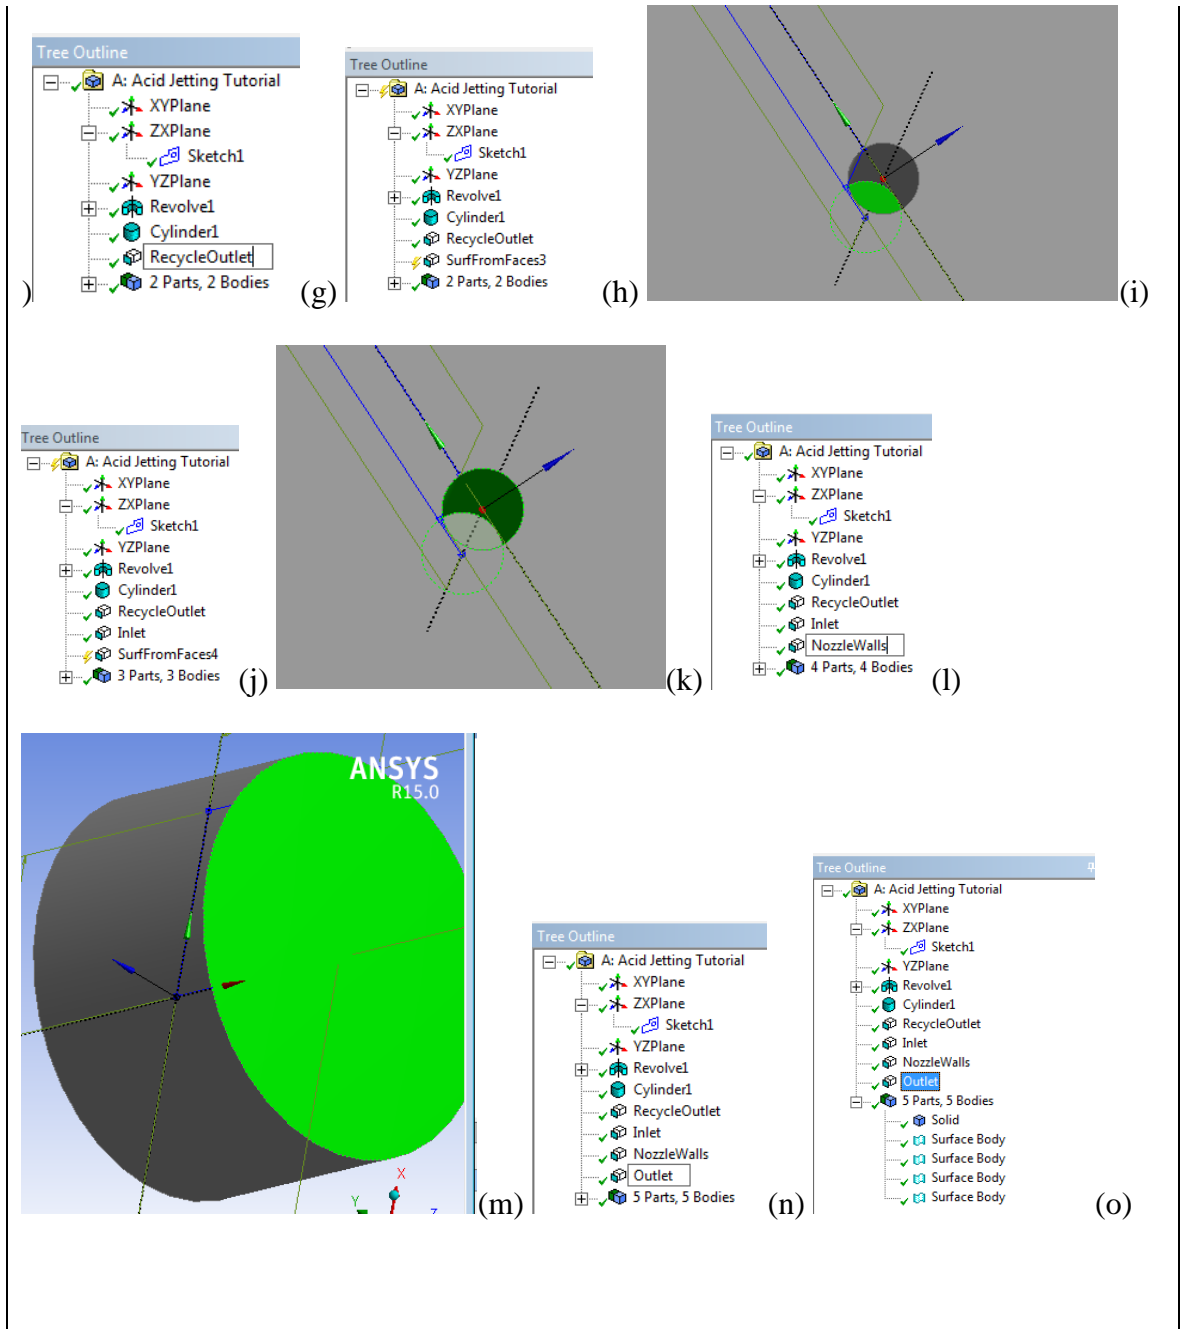 Tree Outline
A: Acid Jetting Tutorial
XYPlane
ZXPlane
Sketch1
YZPlane
Revolve1
Cylinder1
RecycleOutlet
2 Parts, 2 Bodies
)
Tree Outline
A: Acid Jetting Tutorial
XYPlane
ZXPlane
Sketch1
YZPlane
Revolve1
Cylinder1
RecycleOutlet
SurfFromFaces3
2 Parts, 2 Bodies
(g)
(h)
(i)
Tree Outline
A: Acid Jetting Tutorial
XYPlane
ZXPlane
Sketch1
YZPlane
Revolve1
Cylinder1
RecycleOutlet
Inlet
SurfFromFaces4
3 Parts, 3 Bodies
(j)
(k)
Tree Outline
A: Acid Jetting Tutorial
XYPlane
ZXPlane
Sketch1
YZPlane
Revolve1
Cylinder1
RecycleOutlet
Inlet
NozzleWalls
4 Parts, 4 Bodies
(l)
ANSYS
R15.0
X
Y
Z
(m)
Tree Outline
A: Acid Jetting Tutorial
XYPlane
ZXPlane
Sketch1
YZPlane
Revolve1
Cylinder1
RecycleOutlet
Inlet
NozzleWalls
Outlet
5 Parts, 5 Bodies
(n)
Tree Outline
A: Acid Jetting Tutorial
XYPlane
ZXPlane
Sketch1
YZPlane
Revolve1
Cylinder1
RecycleOutlet
Inlet
NozzleWalls
Outlet
5 Parts, 5 Bodies
Solid
Surface Body
Surface Body
Surface Body
Surface Body
(o)